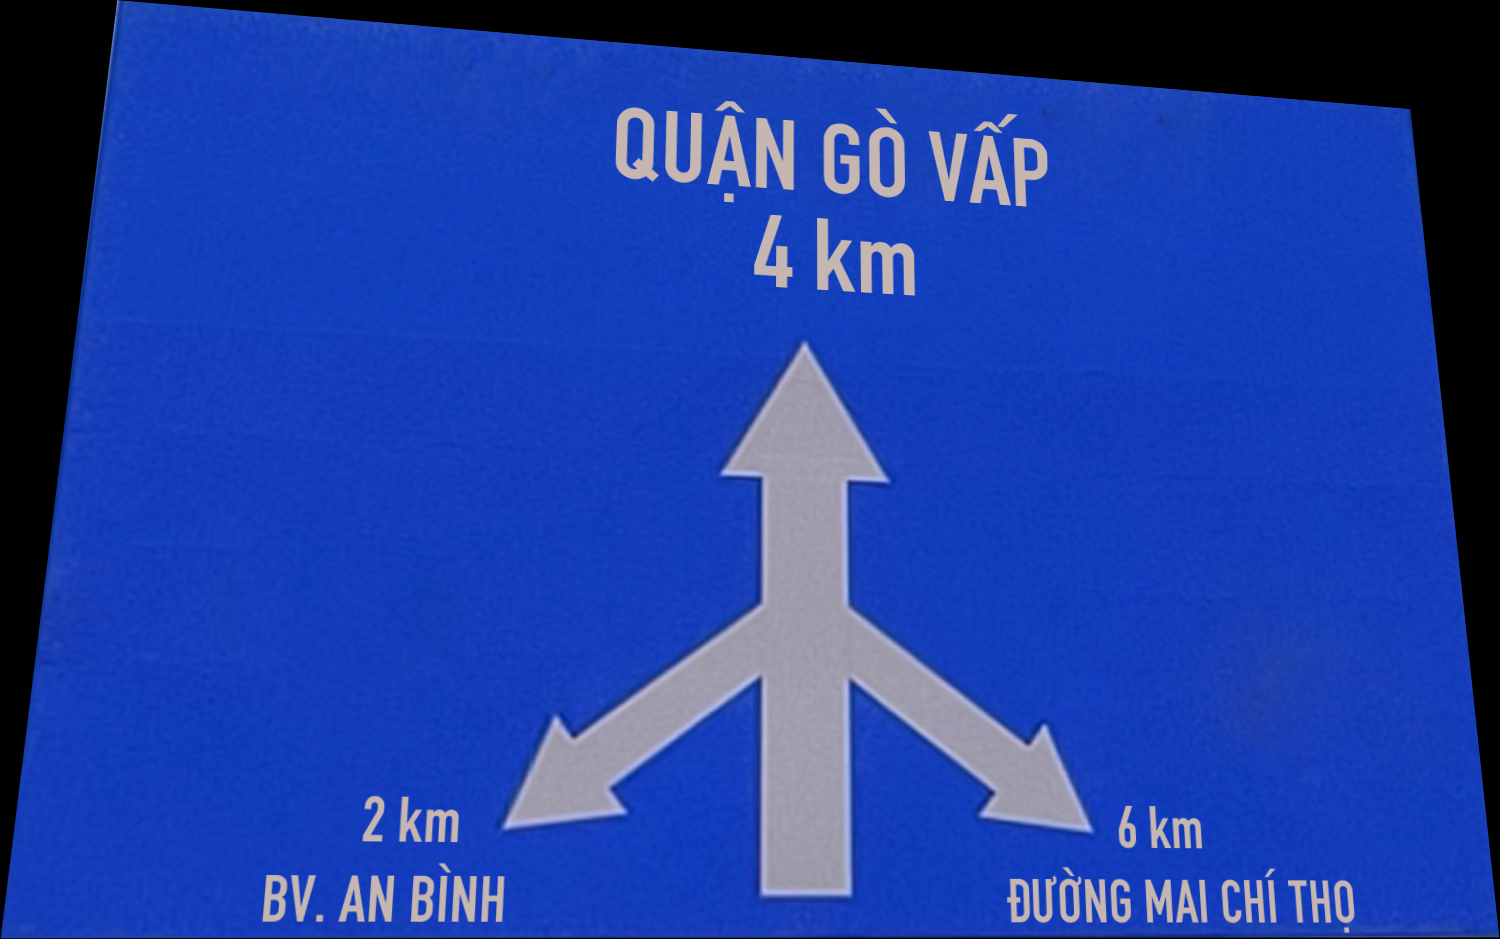 QUẬN GÒ VẤP
4 km
2 km
BV. AN BÌNH
6 km
ĐƯỜNG MAI CHÍ THỌ